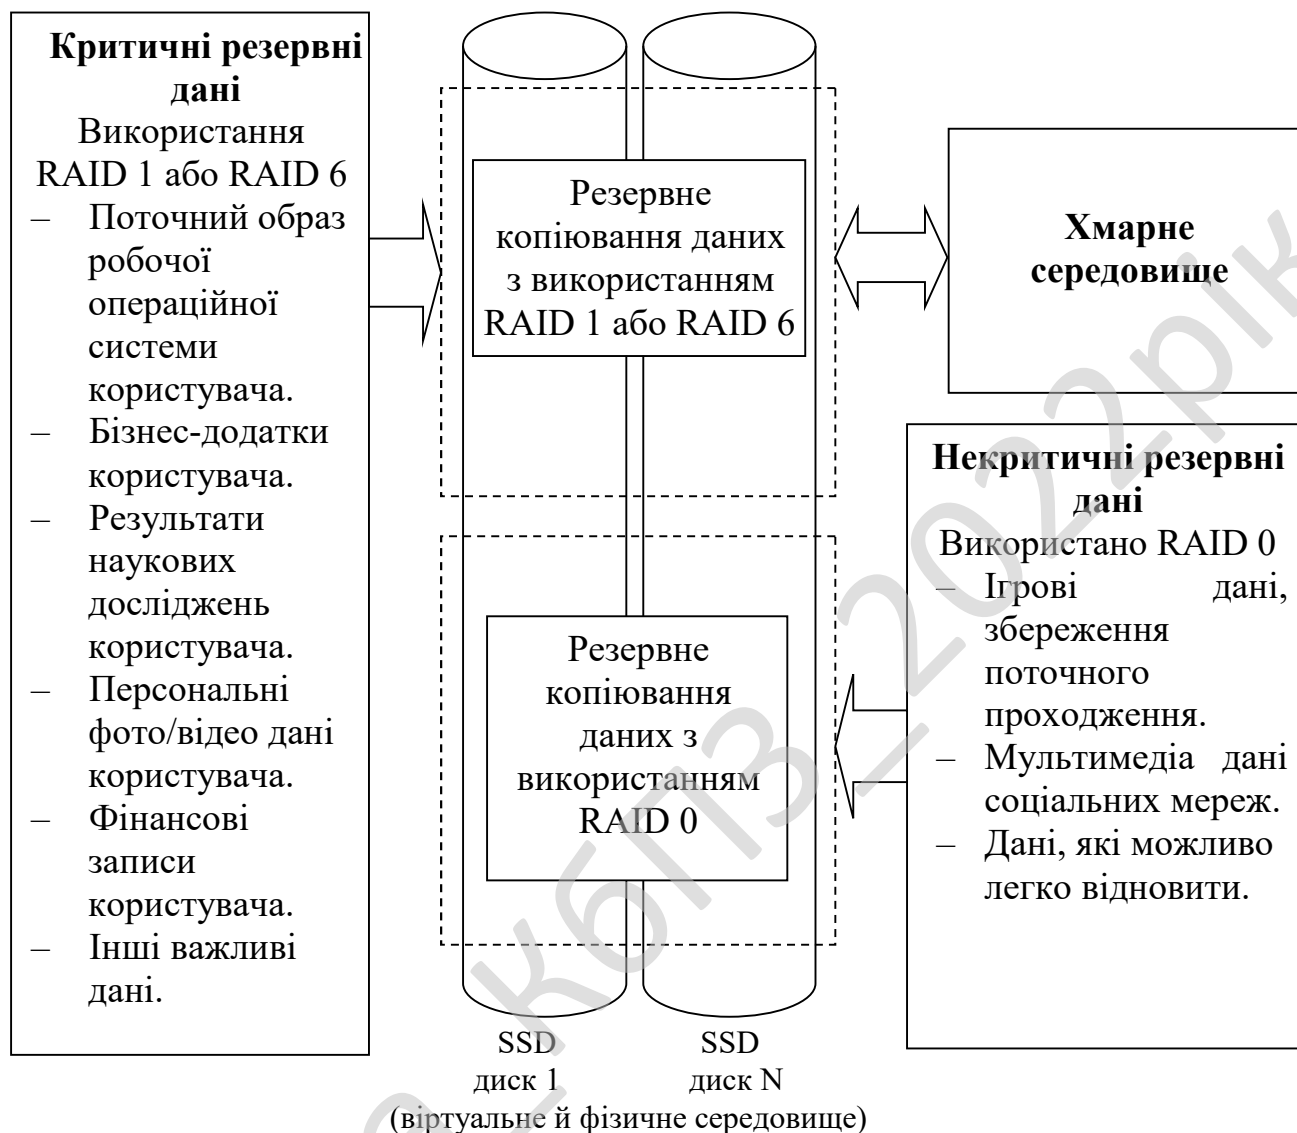 Критичні резервні
дані
Використання
RAID 1 або RAID 6
– Поточний образ
робочої
операційної
системи
користувача.
– Бізнес-додатки
користувача.
– Результати
наукових
досліджень
користувача.
– Персональні
фото/відео дані
користувача.
– Фінансові
записи
користувача.
– Інші важливі
дані.
Резервне
копіювання даних
з використанням
RAID 1 або RAID 6
Резервне
копіювання
даних з
використанням
RAID 0
SSD
диск 1
SSD
диск N
(віртуальне й фізичне середовище)
Хмарне
середовище
Некритичні резервні
дані
Використано RAID 0
– Ігрові дані,
збереження
поточного
проходження.
– Мультимедіа дані
соціальних мереж.
– Дані, які можливо
легко відновити.
КбПЗ_2022рік